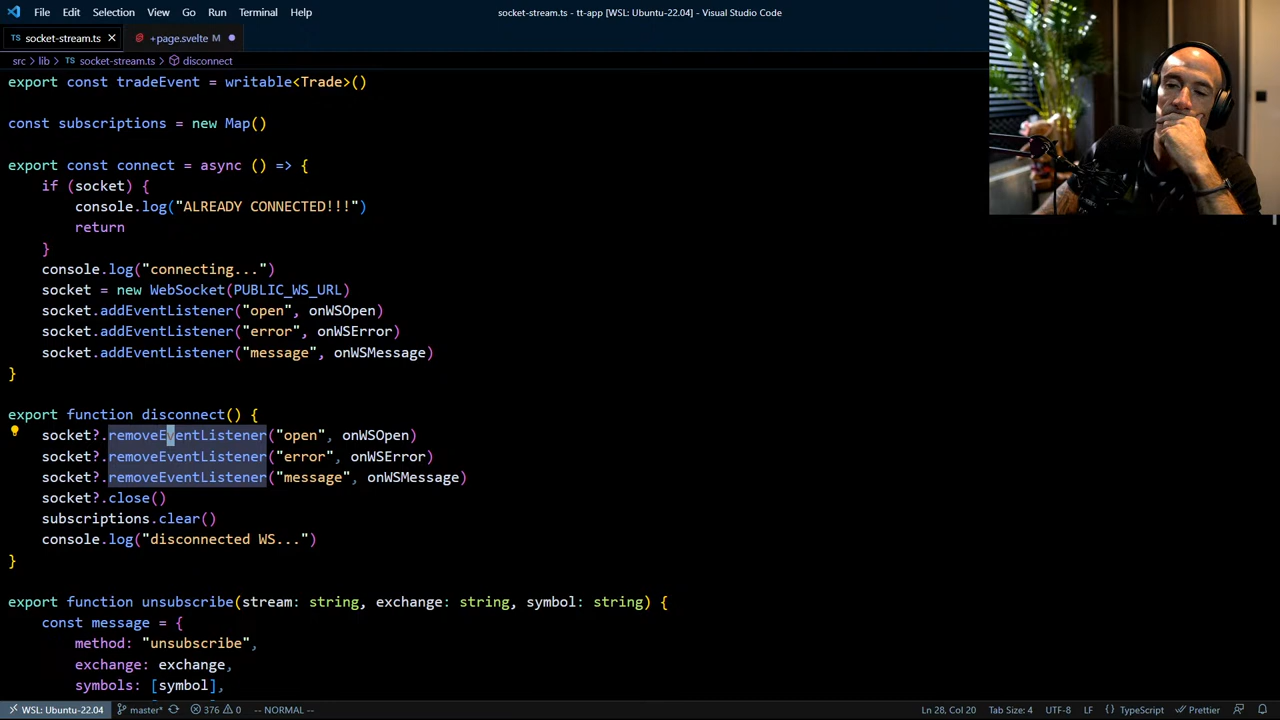 File Edit Selection View Go Run Terminal Help
socket-stream.ts - tt-app [WSL: Ubuntu-22.04] - Visual Studio Code
TS socket-stream.ts × +page.svelte M
src > lib > TS socket-stream.ts > disconnect
export const tradeEvent = writable<Trade>()
const subscriptions = new Map()
export const connect = async () => {
if (socket) {
console.log("ALREADY CONNECTED!!!")
return
}
console.log("connecting...")
socket = new WebSocket(PUBLIC_WS_URL)
socket.addEventListener("open", onWSOpen)
socket.addEventListener("error", onWSError)
socket.addEventListener("message", onWSMessage)
}
export function disconnect() {
socket?.removeEventListener("open", onWSOpen)
socket?.removeEventListener("error", onWSError)
socket?.removeEventListener("message", onWSMessage)
socket?.close()
subscriptions.clear()
console.log("disconnected WS...")
}
export function unsubscribe(stream: string, exchange: string, symbol: string) {
const message = {
method: "unsubscribe",
exchange: exchange,
symbols: [symbol],
WSL: Ubuntu-22.04 master* 376 0 -- NORMAL -- Ln 28, Col 20 Tab Size: 4 UTF-8 LF {} TypeScript Prettier